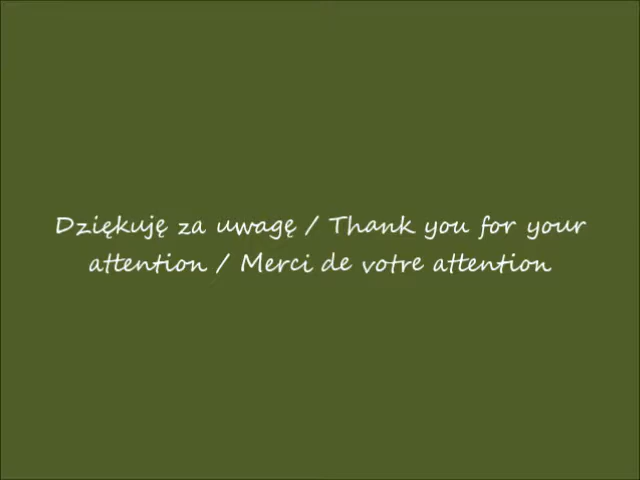 Dziękuję za uwagę / Thank you for your
attention / Merci de votre attention